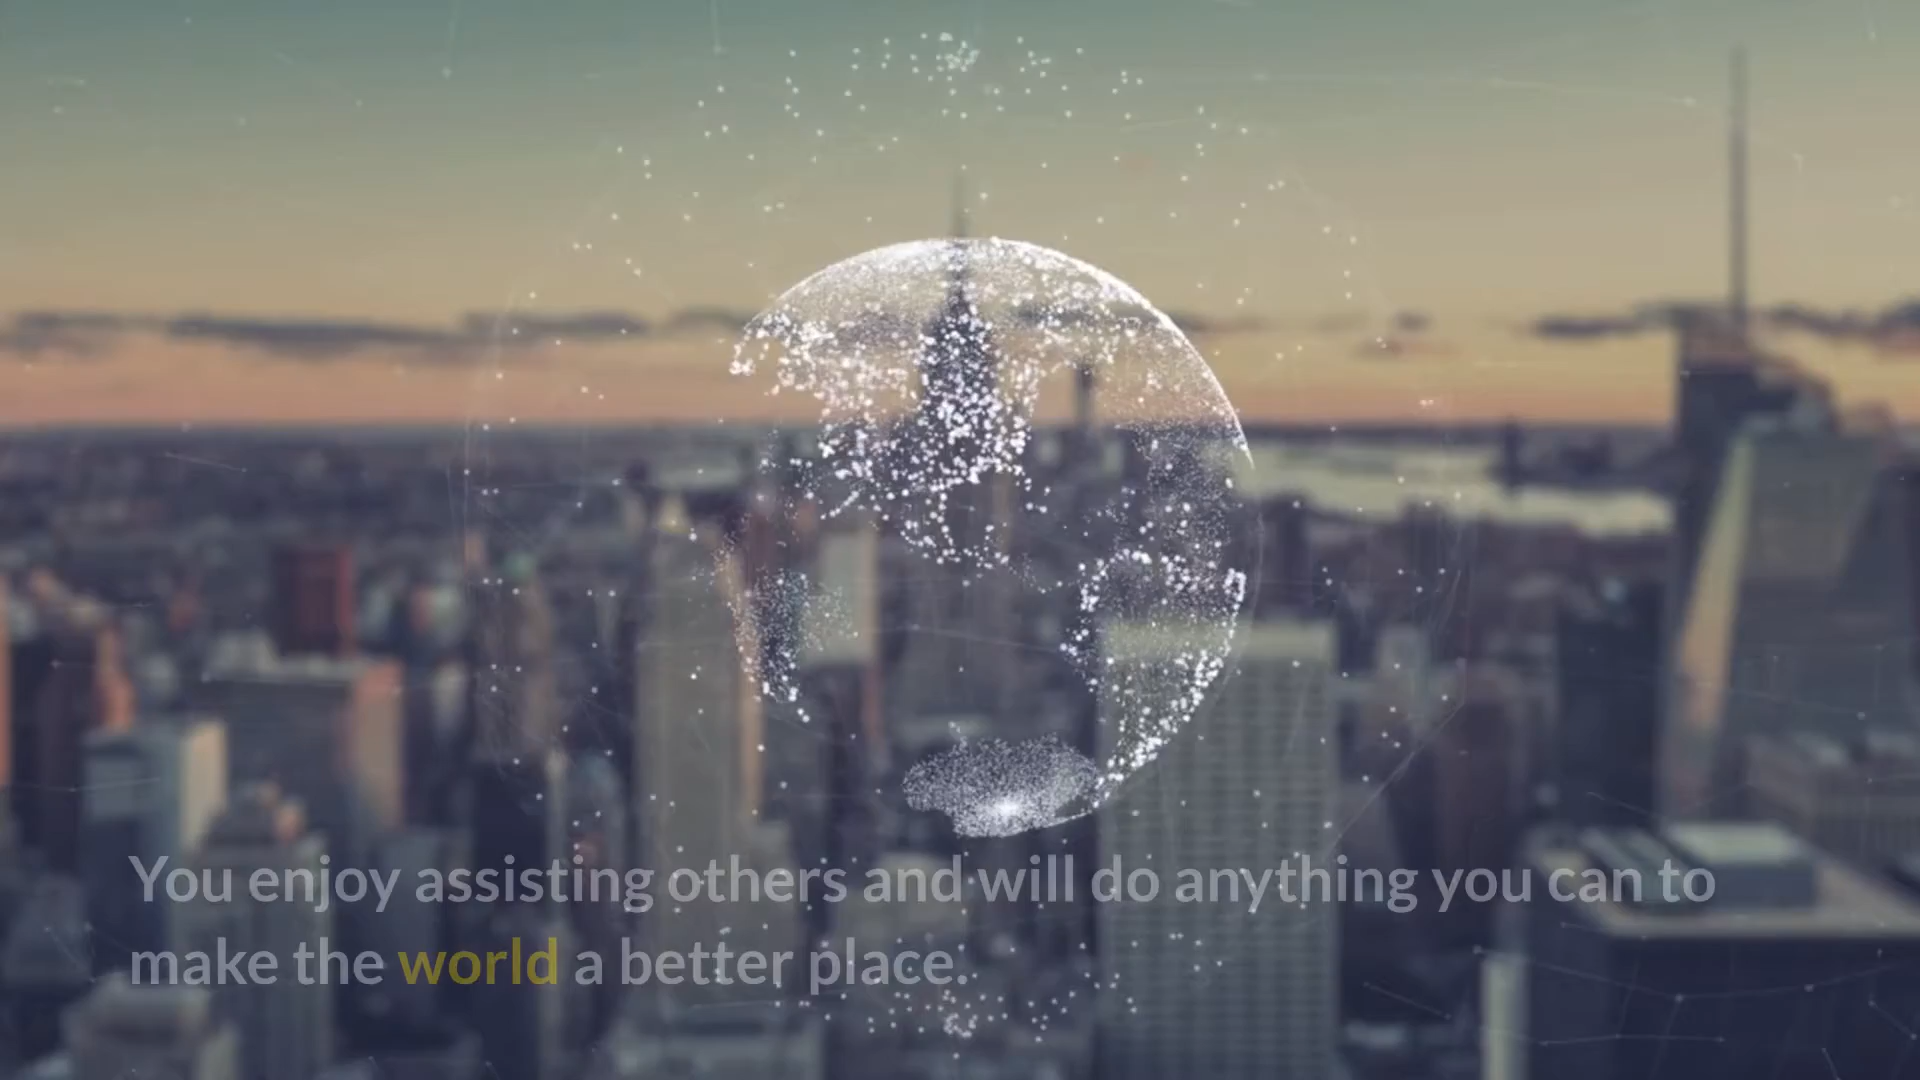 You enjoy assisting others and will do anything you can to
make the world a better place.